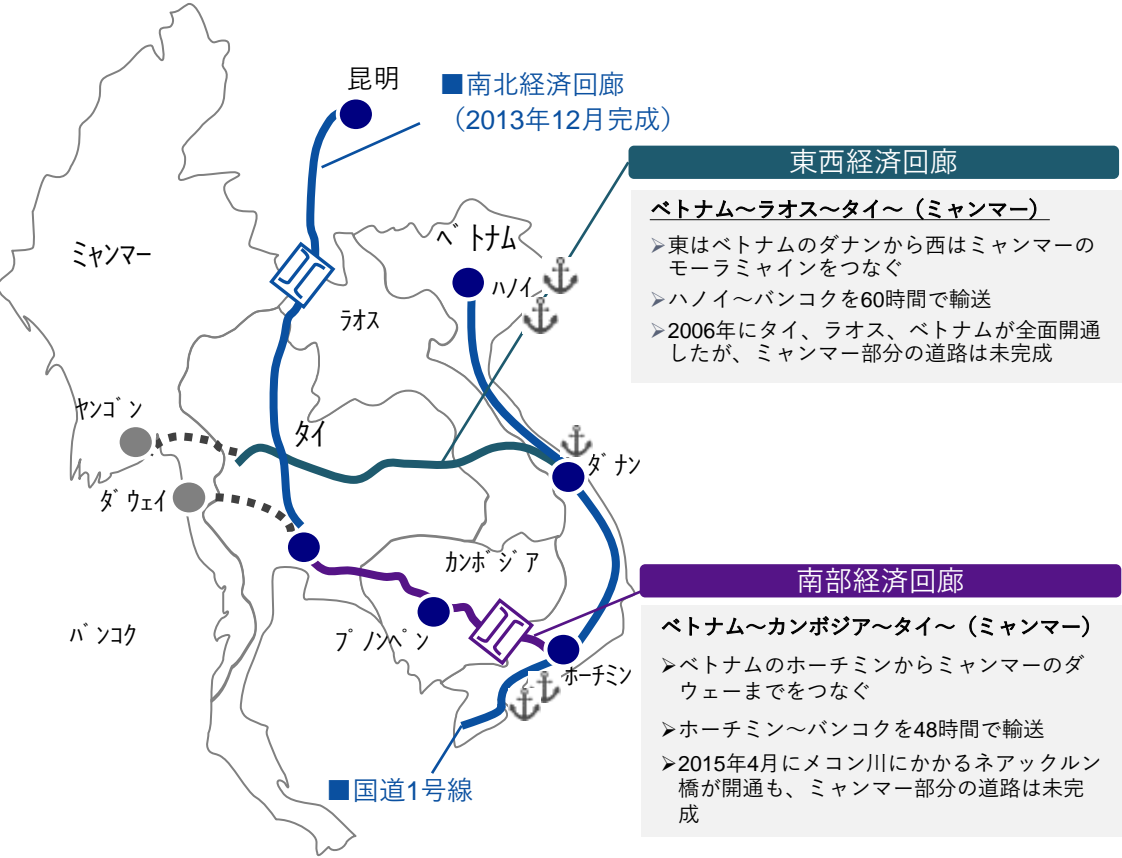 昆明
■南北経済回廊
（2013年12月完成）
東西経済回廊
ベトナム～ラオス～タイ～（ミャンマー）
➢東はベトナムのダナンから西はミャンマーの
モーラミャインをつなぐ
➢ハノイ～バンコクを60時間で輸送
➢2006年にタイ、ラオス、ベトナムが全面開通
したが、ミャンマー部分の道路は未完成
ミャンマー
ベトナム
ハノイ
ラオス
ヤンゴン
タイ
ダナン
ダウェイ
カンボジア
バンコク
プノンペン
ホーチミン
南部経済回廊
ベトナム～カンボジア～タイ～（ミャンマー）
➢ベトナムのホーチミンからミャンマーのダ
ウェーまでをつなぐ
➢ホーチミン～バンコクを48時間で輸送
➢2015年4月にメコン川にかかるネアックルン
橋が開通も、ミャンマー部分の道路は未完
成
■国道1号線